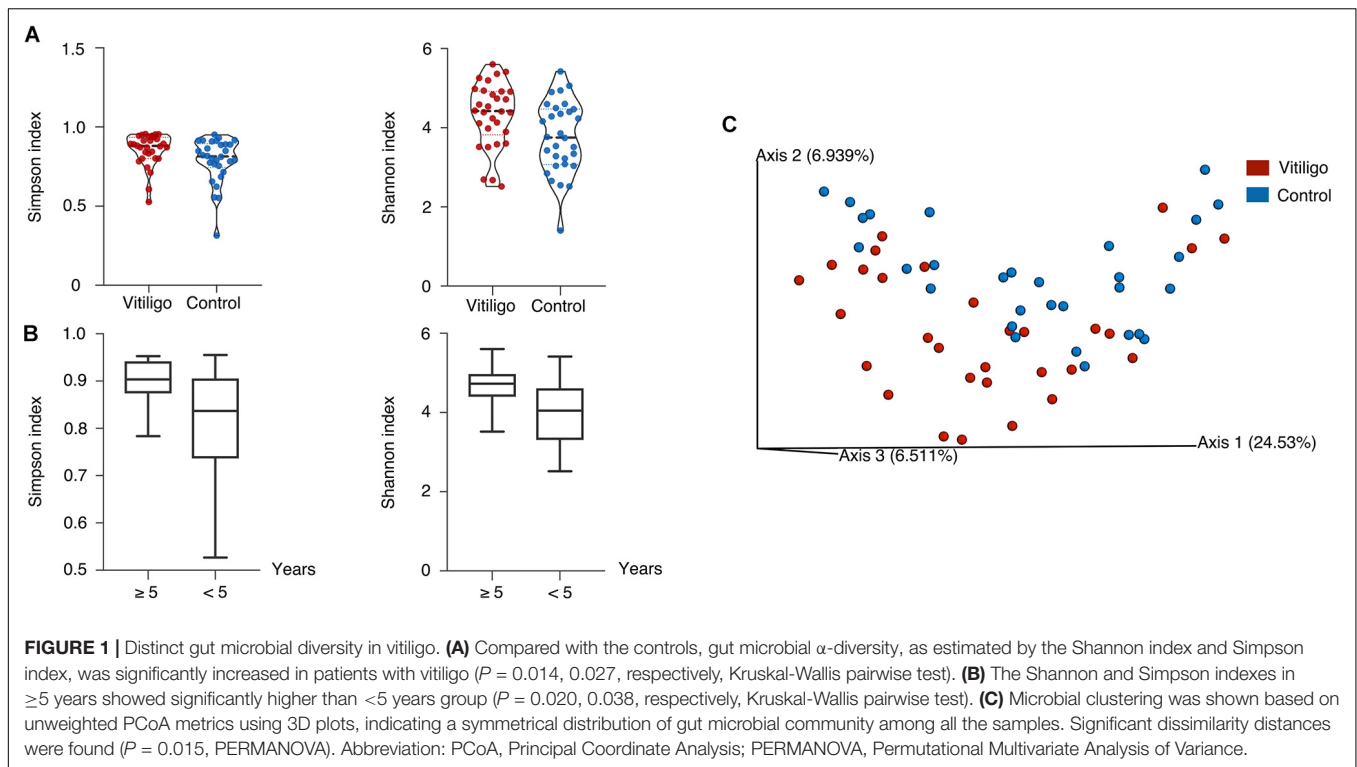 A
1.5
1.0
0.5
0
Simpson index
Vitiligo
Control
6
4
2
0
Shannon index
Vitiligo
Control
B
1.0
0.9
0.8
0.7
0.6
0.5
Simpson index
≥ 5
< 5
Years
6
4
2
0
Shannon index
≥ 5
< 5
Years
C
Axis 2 (6.939%)
Vitiligo
Control
Axis 1 (24.53%)
Axis 3 (6.511%)
FIGURE 1 | Distinct gut microbial diversity in vitiligo. (A) Compared with the controls, gut microbial α-diversity, as estimated by the Shannon index and Simpson
index, was significantly increased in patients with vitiligo (P = 0.014, 0.027, respectively, Kruskal-Wallis pairwise test). (B) The Shannon and Simpson indexes in
≥5 years showed significantly higher than <5 years group (P = 0.020, 0.038, respectively, Kruskal-Wallis pairwise test). (C) Microbial clustering was shown based on
unweighted PCoA metrics using 3D plots, indicating a symmetrical distribution of gut microbial community among all the samples. Significant dissimilarity distances
were found (P = 0.015, PERMANOVA). Abbreviation: PCoA, Principal Coordinate Analysis; PERMANOVA, Permutational Multivariate Analysis of Variance.